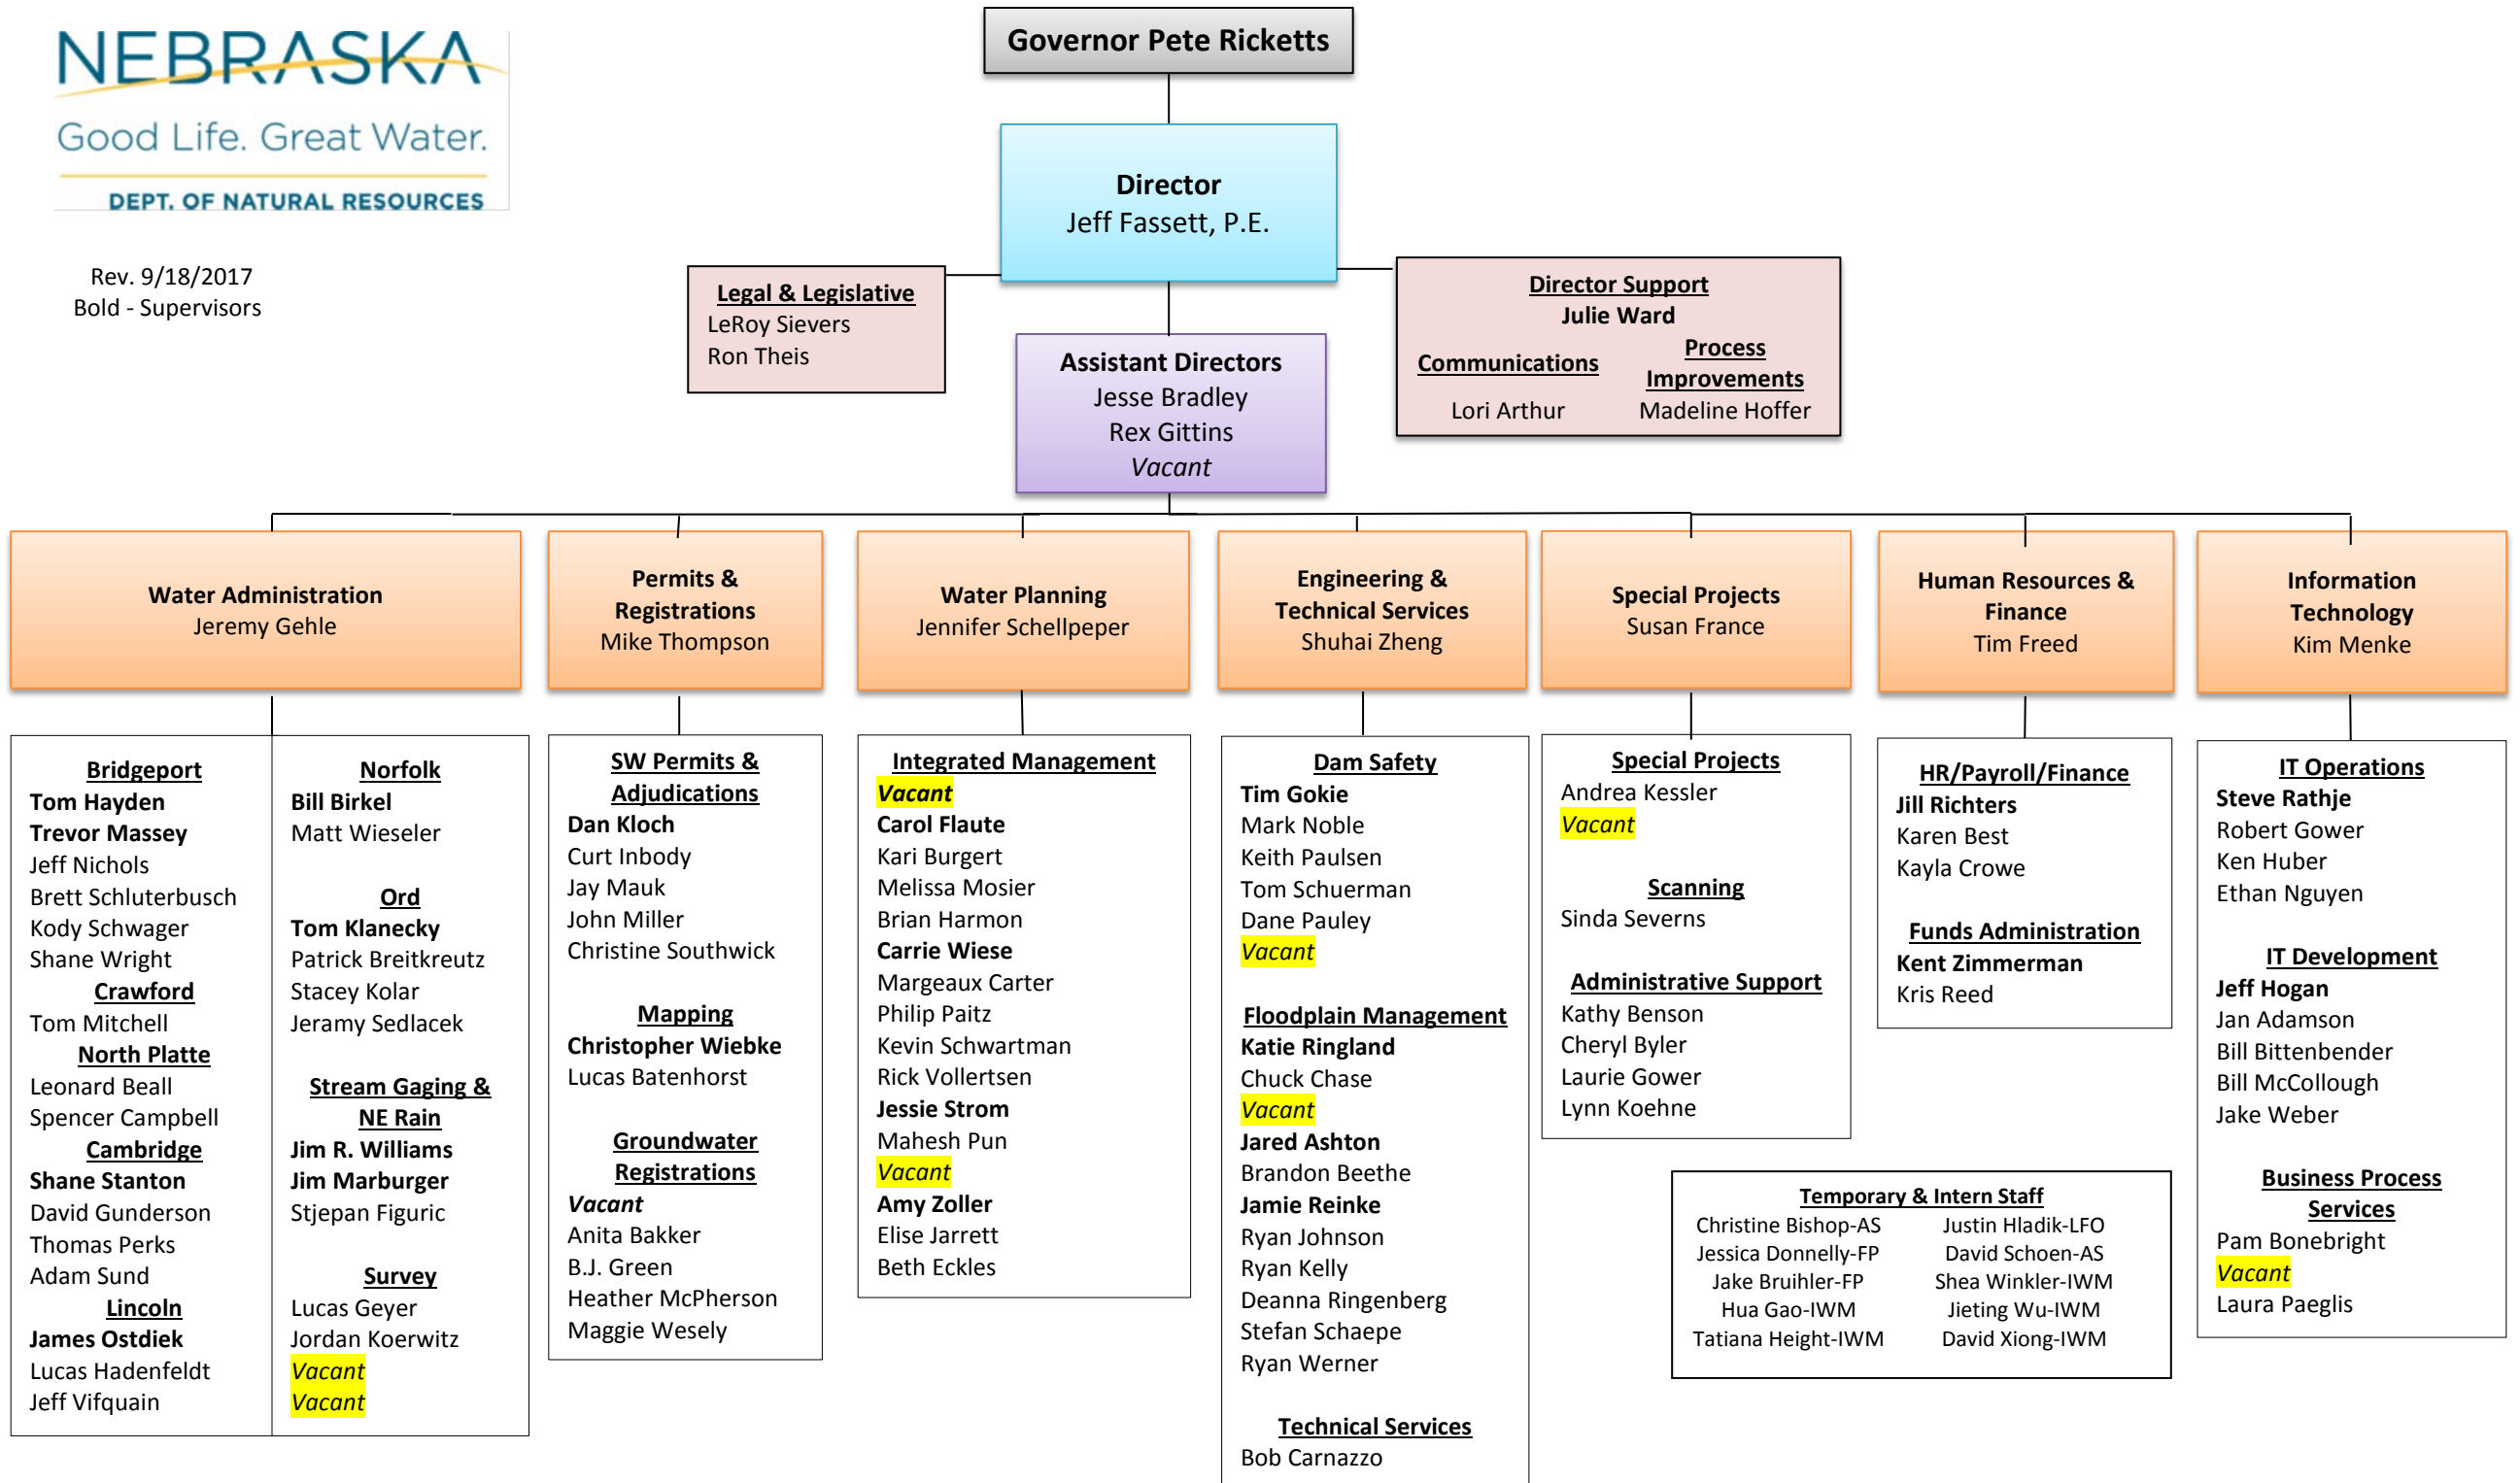 NEBRASKA
Good Life. Great Water.
DEPT. OF NATURAL RESOURCES
Rev. 9/18/2017
Bold - Supervisors
Governor Pete Ricketts
Director
Jeff Fassett, P.E.
Legal & Legislative
LeRoy Sievers
Ron Theis
Director Support
Julie Ward
Communications
Lori Arthur
Process
Improvements
Madeline Hoffer
Assistant Directors
Jesse Bradley
Rex Gittins
Vacant
Water Administration
Jeremy Gehle
Permits &
Registrations
Mike Thompson
Water Planning
Jennifer Schellpeper
Engineering &
Technical Services
Shuhai Zheng
Special Projects
Susan France
Human Resources &
Finance
Tim Freed
Information
Technology
Kim Menke
Bridgeport
Tom Hayden
Trevor Massey
Jeff Nichols
Brett Schluterbusch
Kody Schwager
Shane Wright
Crawford
Tom Mitchell
North Platte
Leonard Beall
Spencer Campbell
Cambridge
Shane Stanton
David Gunderson
Thomas Perks
Adam Sund
Lincoln
James Ostdiek
Lucas Hadenfeldt
Jeff Vifquain
Norfolk
Bill Birkel
Matt Wieseler
Ord
Tom Klanecky
Patrick Breitkreutz
Stacey Kolar
Jeramy Sedlacek
Stream Gaging &
NE Rain
Jim R. Williams
Jim Marburger
Stjepan Figuric
Survey
Lucas Geyer
Jordan Koerwitz
Vacant
Vacant
SW Permits &
Adjudications
Dan Kloch
Curt Inbody
Jay Mauk
John Miller
Christine Southwick
Mapping
Christopher Wiebke
Lucas Batenhorst
Groundwater
Registrations
Vacant
Anita Bakker
B.J. Green
Heather McPherson
Maggie Wesely
Integrated Management
Vacant
Carol Flaute
Kari Burgert
Melissa Mosier
Brian Harmon
Carrie Wiese
Margeaux Carter
Philip Paitz
Kevin Schwartman
Rick Vollertsen
Jessie Strom
Mahesh Pun
Vacant
Amy Zoller
Elise Jarrett
Beth Eckles
Dam Safety
Tim Gokie
Mark Noble
Keith Paulsen
Tom Schuerman
Dane Pauley
Vacant
Floodplain Management
Katie Ringland
Chuck Chase
Vacant
Jared Ashton
Brandon Beethe
Jamie Reinke
Ryan Johnson
Ryan Kelly
Deanna Ringenberg
Stefan Schaepe
Ryan Werner
Technical Services
Bob Carnazzo
Special Projects
Andrea Kessler
Vacant
Scanning
Sinda Severns
Administrative Support
Kathy Benson
Cheryl Byler
Laurie Gower
Lynn Koehne
HR/Payroll/Finance
Jill Richters
Karen Best
Kayla Crowe
Funds Administration
Kent Zimmerman
Kris Reed
IT Operations
Steve Rathje
Robert Gower
Ken Huber
Ethan Nguyen
IT Development
Jeff Hogan
Jan Adamson
Bill Bittenbender
Bill McCollough
Jake Weber
Business Process
Services
Pam Bonebright
Vacant
Laura Paeglis
Temporary & Intern Staff
Christine Bishop-AS Justin Hladik-LFO
Jessica Donnelly-FP David Schoen-AS
Jake Bruihler-FP Shea Winkler-IWM
Hua Gao-IWM Jieting Wu-IWM
Tatiana Height-IWM David Xiong-IWM